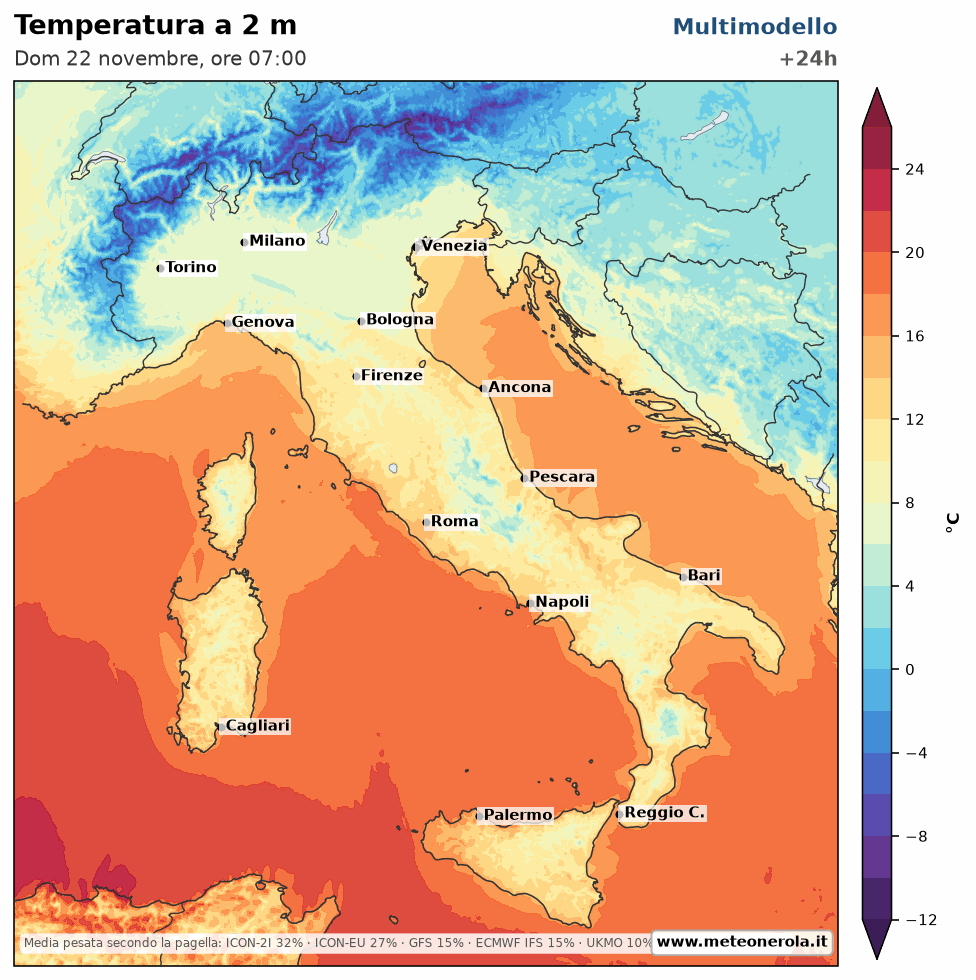 Temperatura a 2 m
Multimodello
Dom 22 novembre, ore 07:00
+24h
24
20
16
12
8
4
0
−4
−8
−12
°C
Milano
Venezia
Torino
Genova
Bologna
Firenze
Ancona
Pescara
Roma
Bari
Napoli
Cagliari
Palermo
Reggio C.
Media pesata secondo la pagella: ICON-2I 32% · ICON-EU 27% · GFS 15% · ECMWF IFS 15% · UKMO 10%
www.meteonerola.it